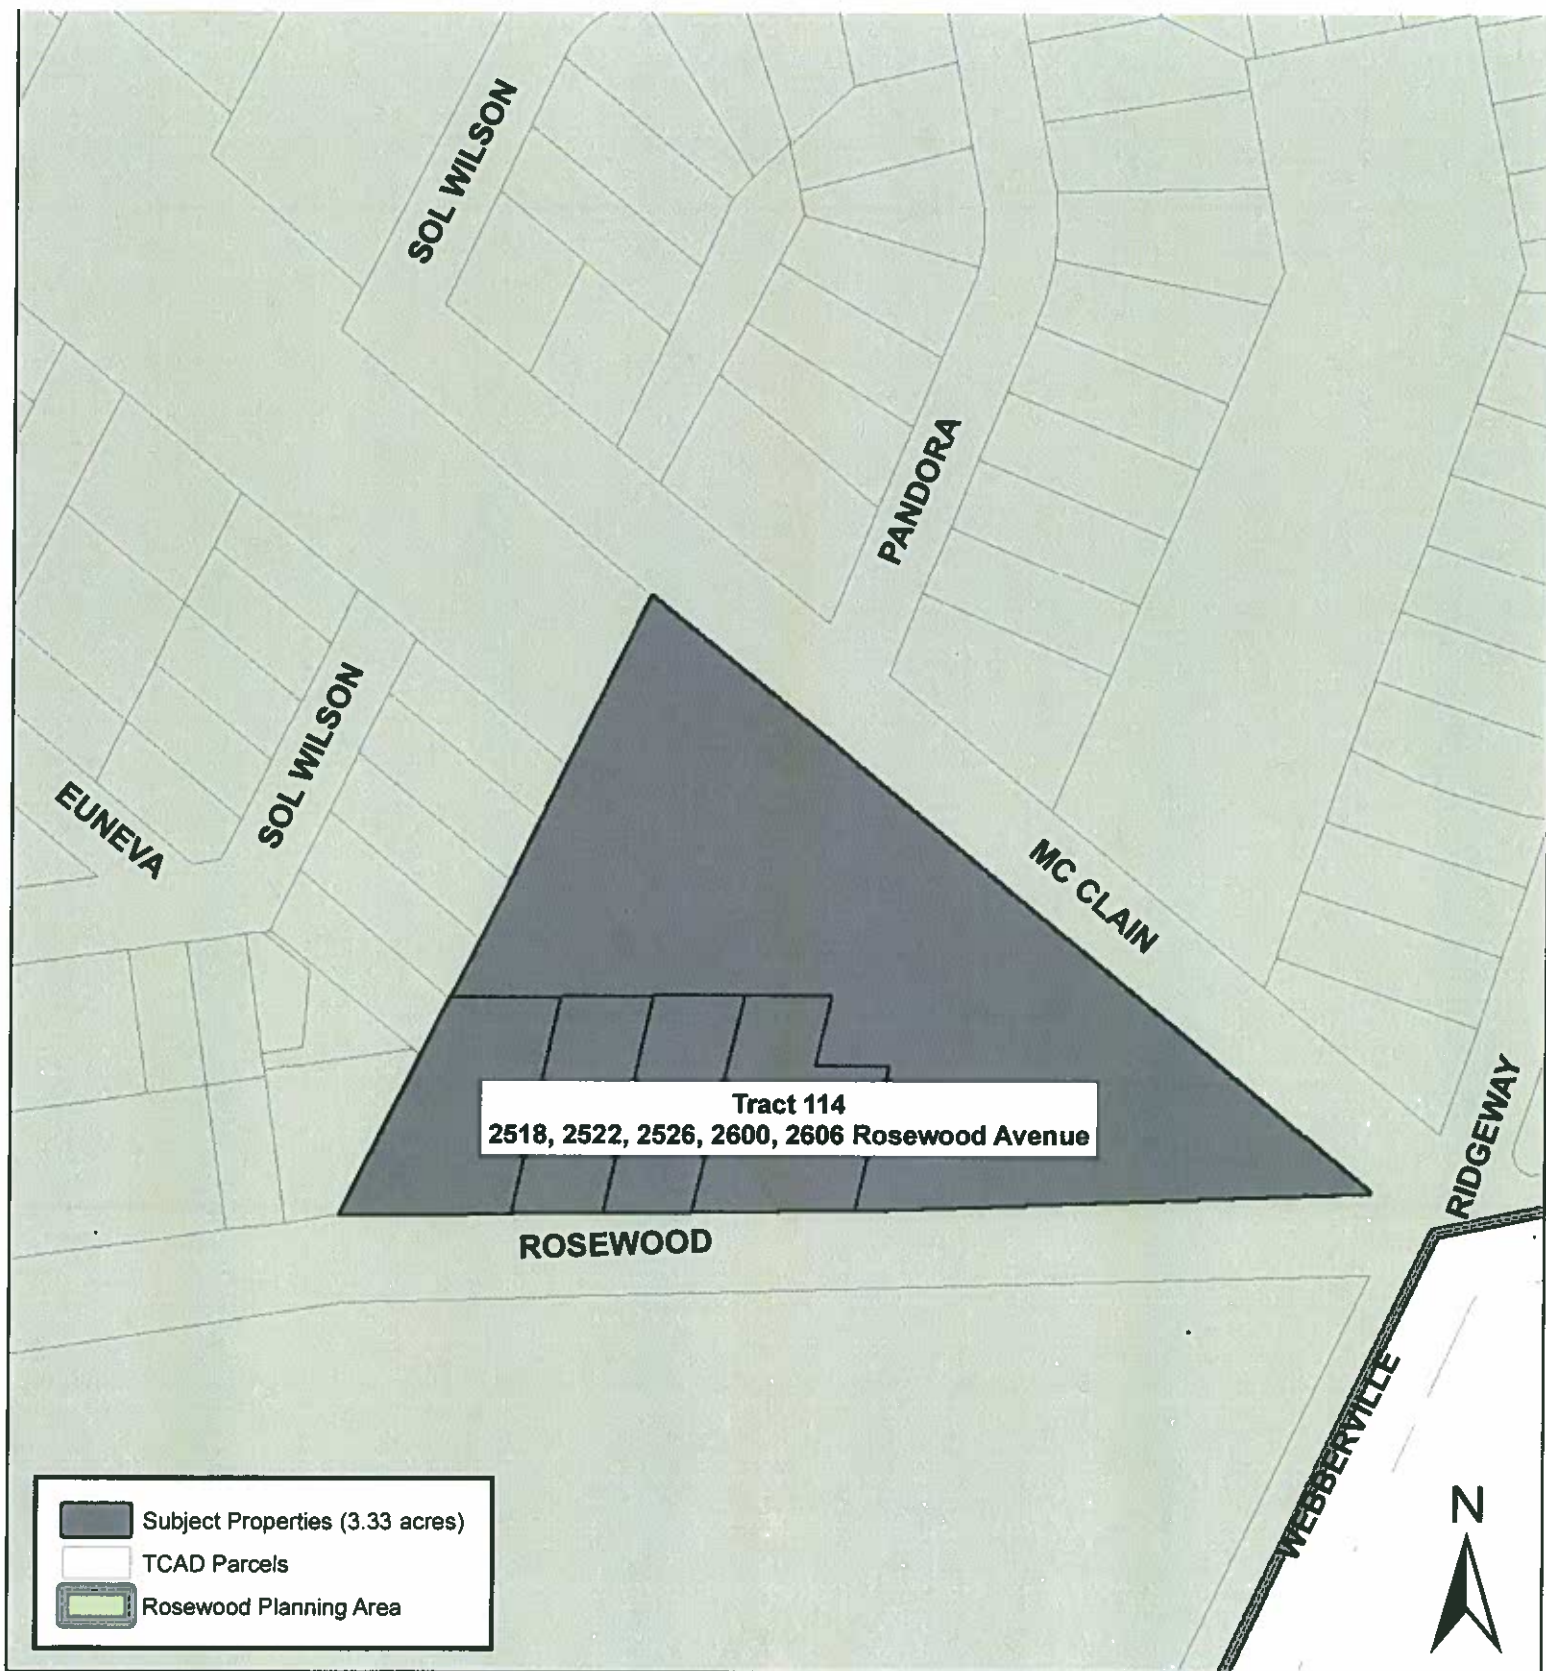 SOL WILSON
PANDORA
SOL WILSON
EUNEVA
MC CLAIN
Tract 114
2518, 2522, 2526, 2600, 2606 Rosewood Avenue
RIDGEWAY
ROSEWOOD
WEBBERVILLE
N
Subject Properties (3.33 acres)
TCAD Parcels
Rosewood Planning Area